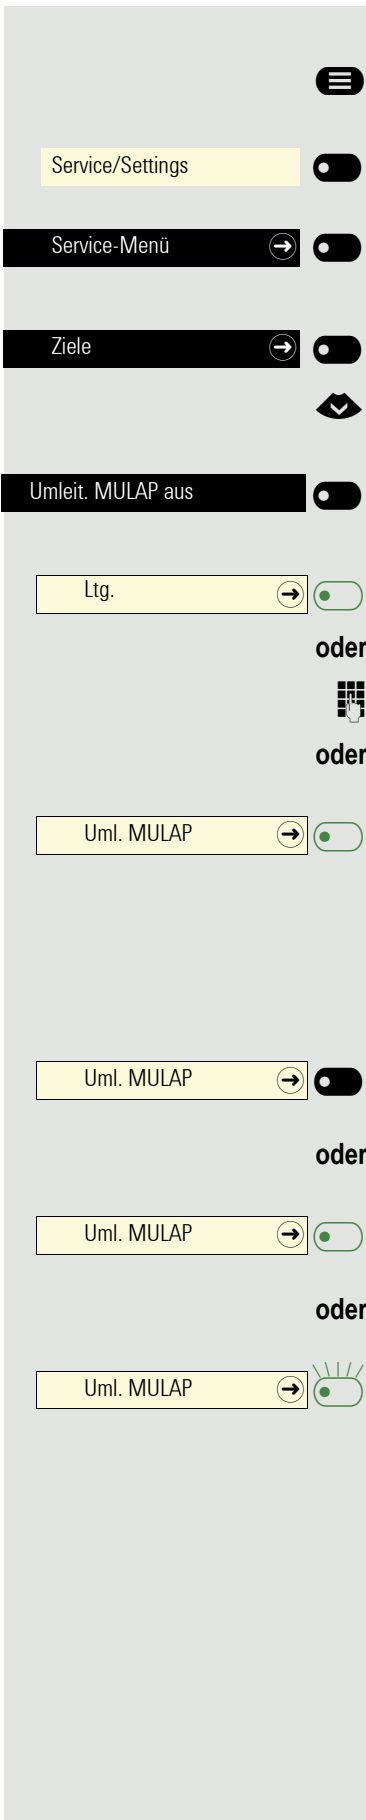 Service/Settings
Service-Menü
Ziele
Umleit. MULAP aus
Ltg.
oder
oder
Uml. MULAP
Uml. MULAP
oder
Uml. MULAP
oder
Uml. MULAP